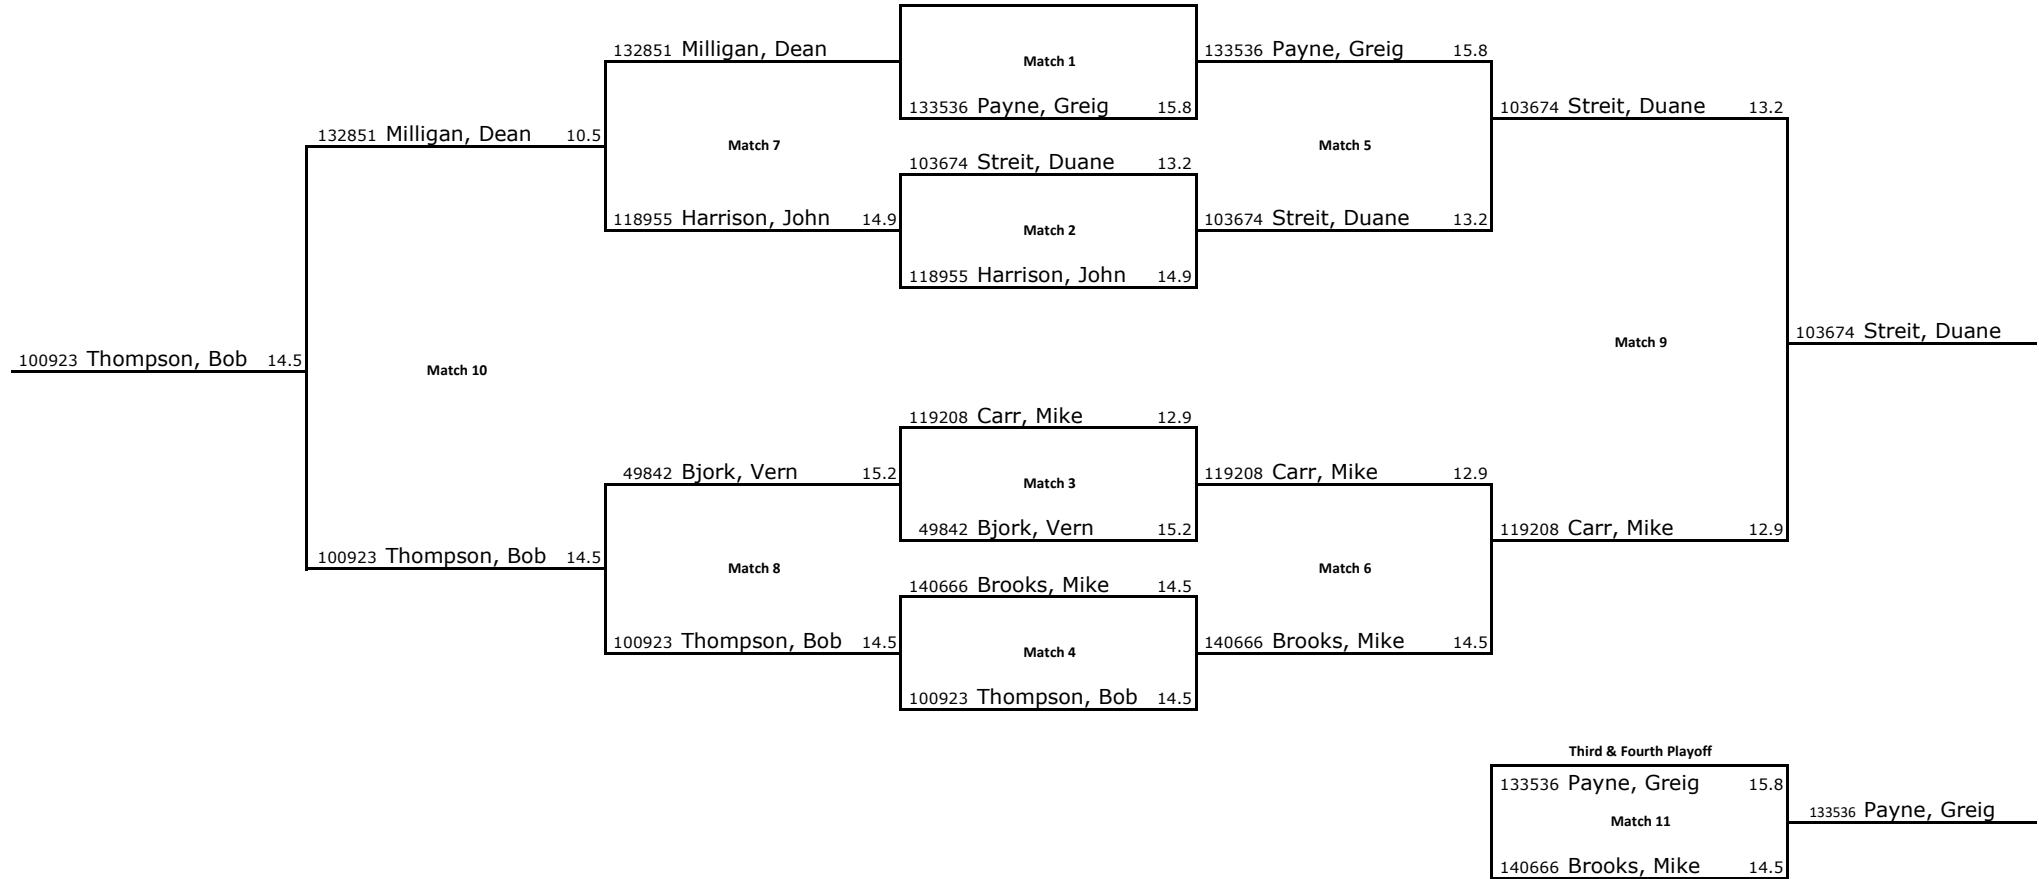 132851 Milligan, Dean
133536 Payne, Greig 15.8
Match 1
133536 Payne, Greig 15.8
103674 Streit, Duane 13.2
132851 Milligan, Dean 10.5
Match 7
Match 5
103674 Streit, Duane 13.2
118955 Harrison, John 14.9
103674 Streit, Duane 13.2
Match 2
118955 Harrison, John 14.9
103674 Streit, Duane
Match 9
100923 Thompson, Bob 14.5
Match 10
119208 Carr, Mike 12.9
49842 Bjork, Vern 15.2
119208 Carr, Mike 12.9
Match 3
49842 Bjork, Vern 15.2
119208 Carr, Mike 12.9
100923 Thompson, Bob 14.5
Match 8
Match 6
140666 Brooks, Mike 14.5
100923 Thompson, Bob 14.5
140666 Brooks, Mike 14.5
Match 4
100923 Thompson, Bob 14.5
Third & Fourth Playoff
133536 Payne, Greig 15.8
133536 Payne, Greig
Match 11
140666 Brooks, Mike 14.5